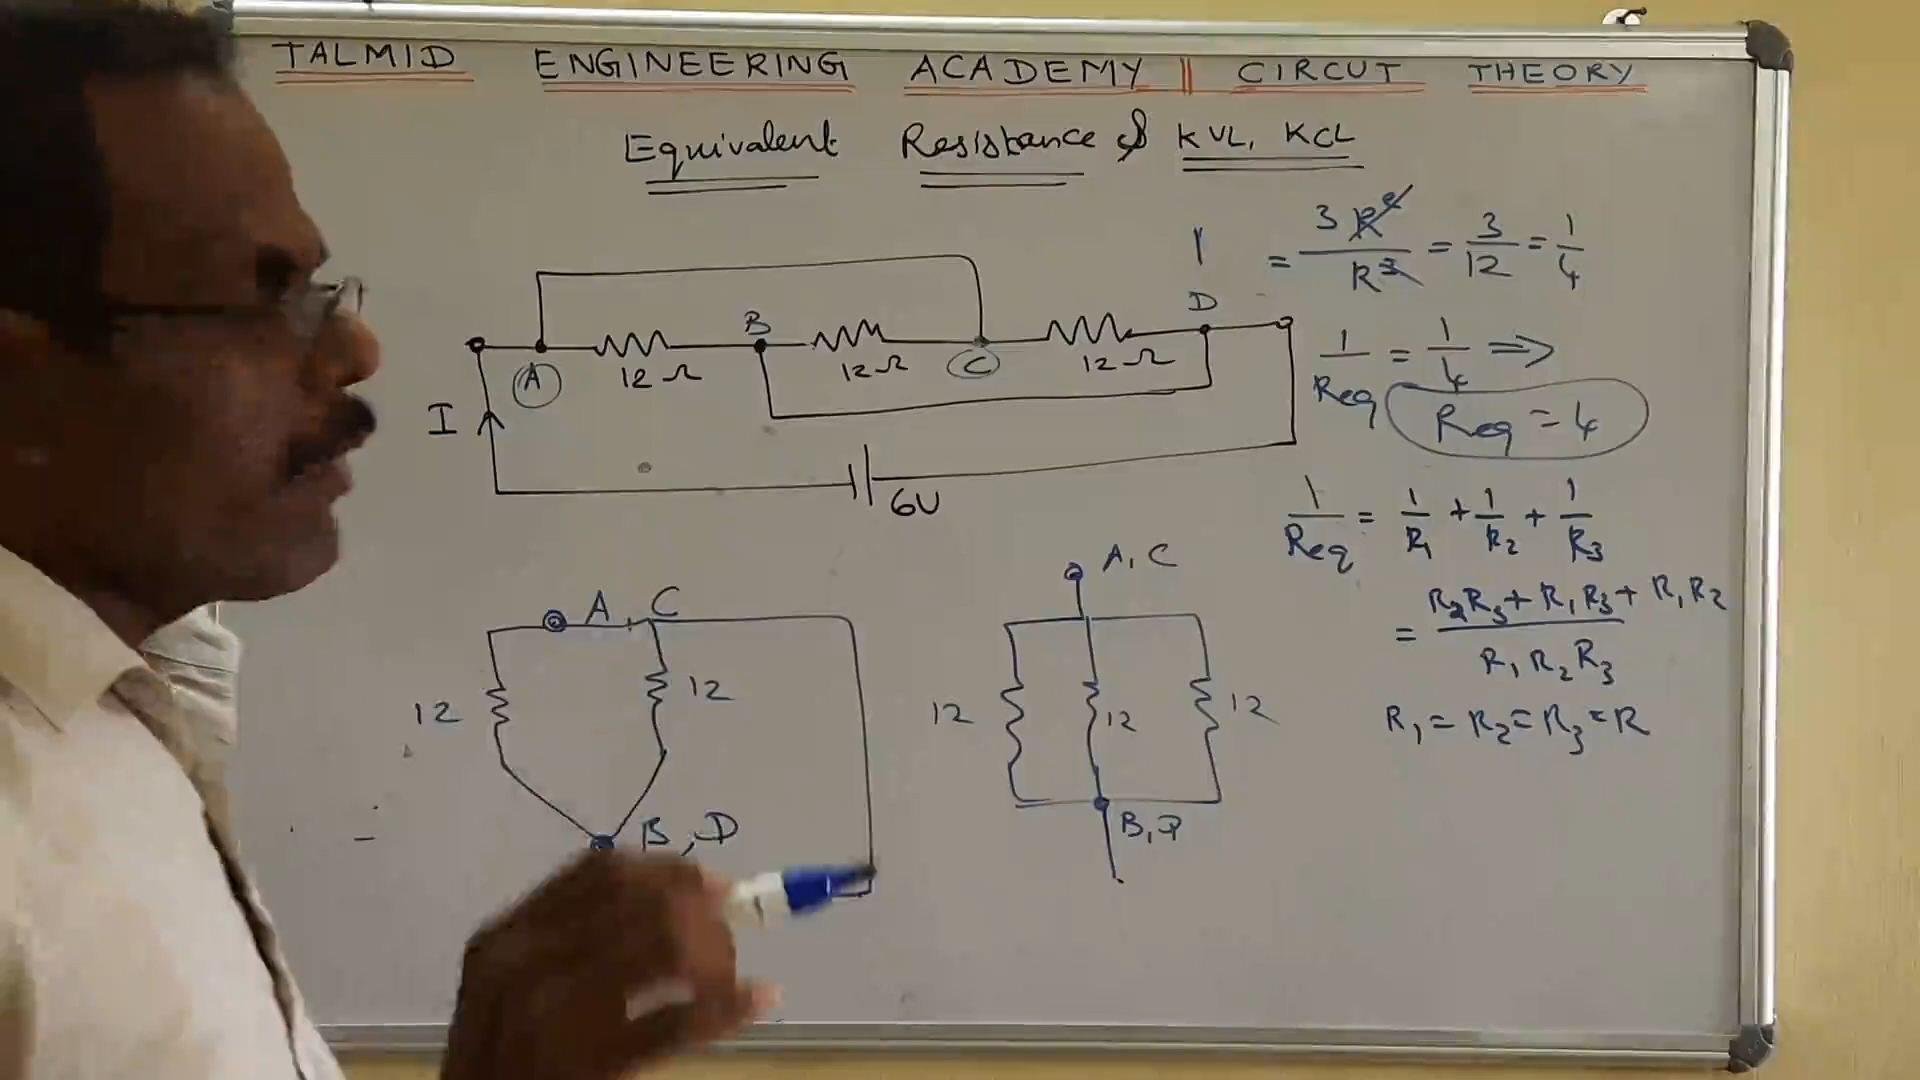 TALMID ENGINEERING ACADEMY || CIRCUT THEORY
Equivalent Resistance & KVL, KCL
I = 3R² / R³ = 3/12 = 1/4
D
B
A
12 Ω
12 Ω
C
12 Ω
I
6V
1/Req = 1/4 ⇒
Req = 4
1/Req = 1/R₁ + 1/R₂ + 1/R₃
= R₂R₃ + R₁R₃ + R₁R₂ / R₁R₂R₃
R₁ = R₂ = R₃ = R
A C
12
12
B, D
A, C
12
12
12
B, D